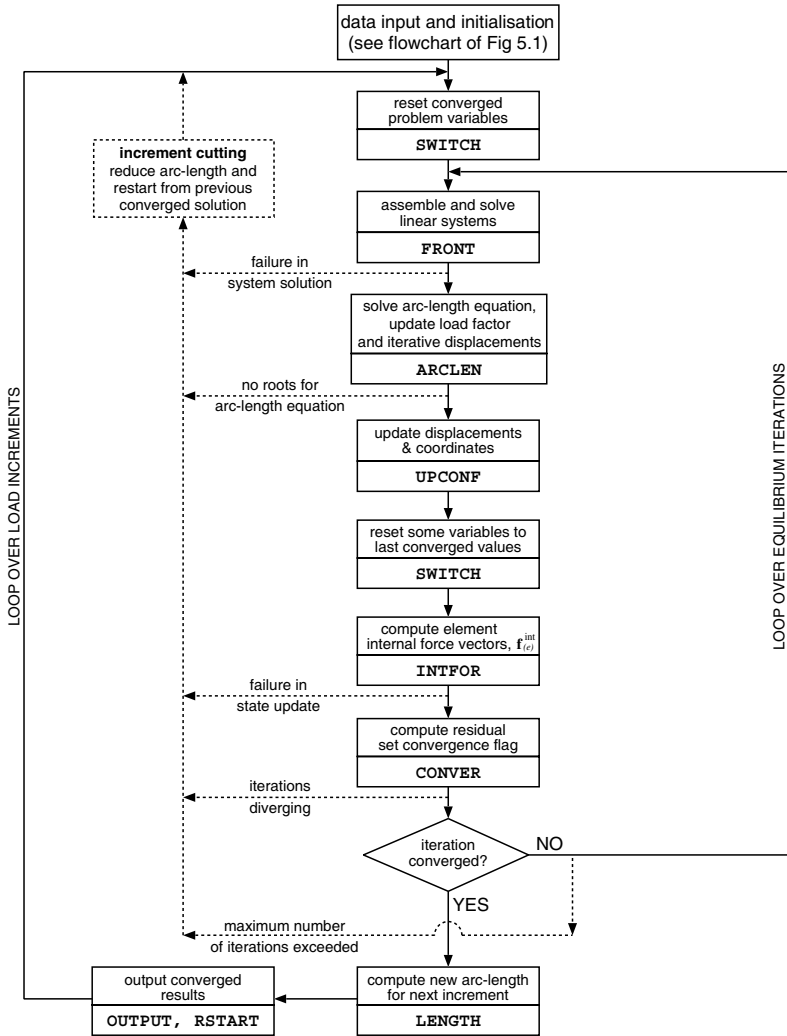 data input and initialisation
(see flowchart of Fig 5.1)
reset converged
problem variables
SWITCH
increment cutting
reduce arc-length and
restart from previous
converged solution
assemble and solve
linear systems
FRONT
failure in
system solution
solve arc-length equation,
update load factor
and iterative displacements
ARCLEN
no roots for
arc-length equation
update displacements
& coordinates
UPCONF
reset some variables to
last converged values
SWITCH
compute element
internal force vectors, f(e)^int
INTFOR
failure in
state update
compute residual
set convergence flag
CONVER
iterations
diverging
iteration
converged?
NO
YES
maximum number
of iterations exceeded
output converged
results
OUTPUT, RSTART
compute new arc-length
for next increment
LENGTH
LOOP OVER LOAD INCREMENTS
LOOP OVER EQUILIBRIUM ITERATIONS